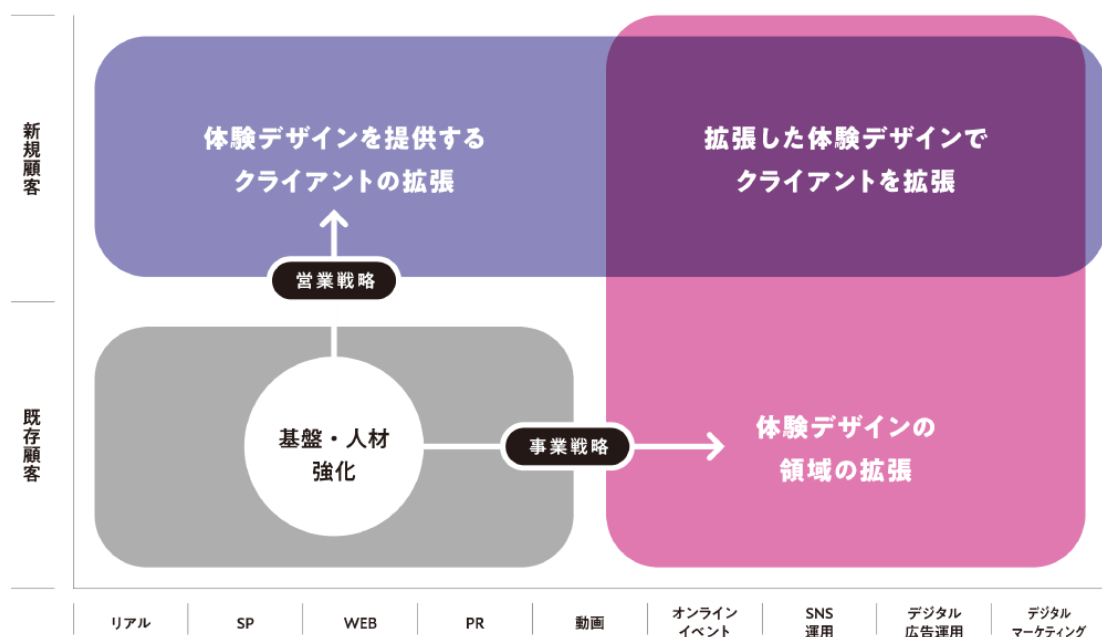 新規顧客
体験デザインを提供する
クライアントの拡張
拡張した体験デザインで
クライアントを拡張
営業戦略
既存顧客
基盤・人材
強化
事業戦略
体験デザインの
領域の拡張
リアル
SP
WEB
PR
動画
オンライン
イベント
SNS
運用
デジタル
広告運用
デジタル
マーケティング